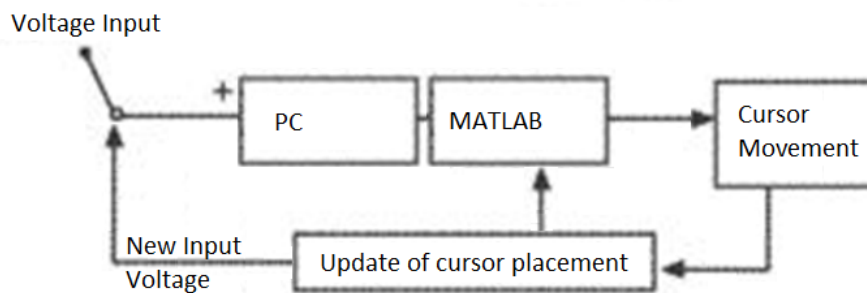 Voltage Input
+
PC
MATLAB
Cursor
Movement
New Input
Voltage
Update of cursor placement